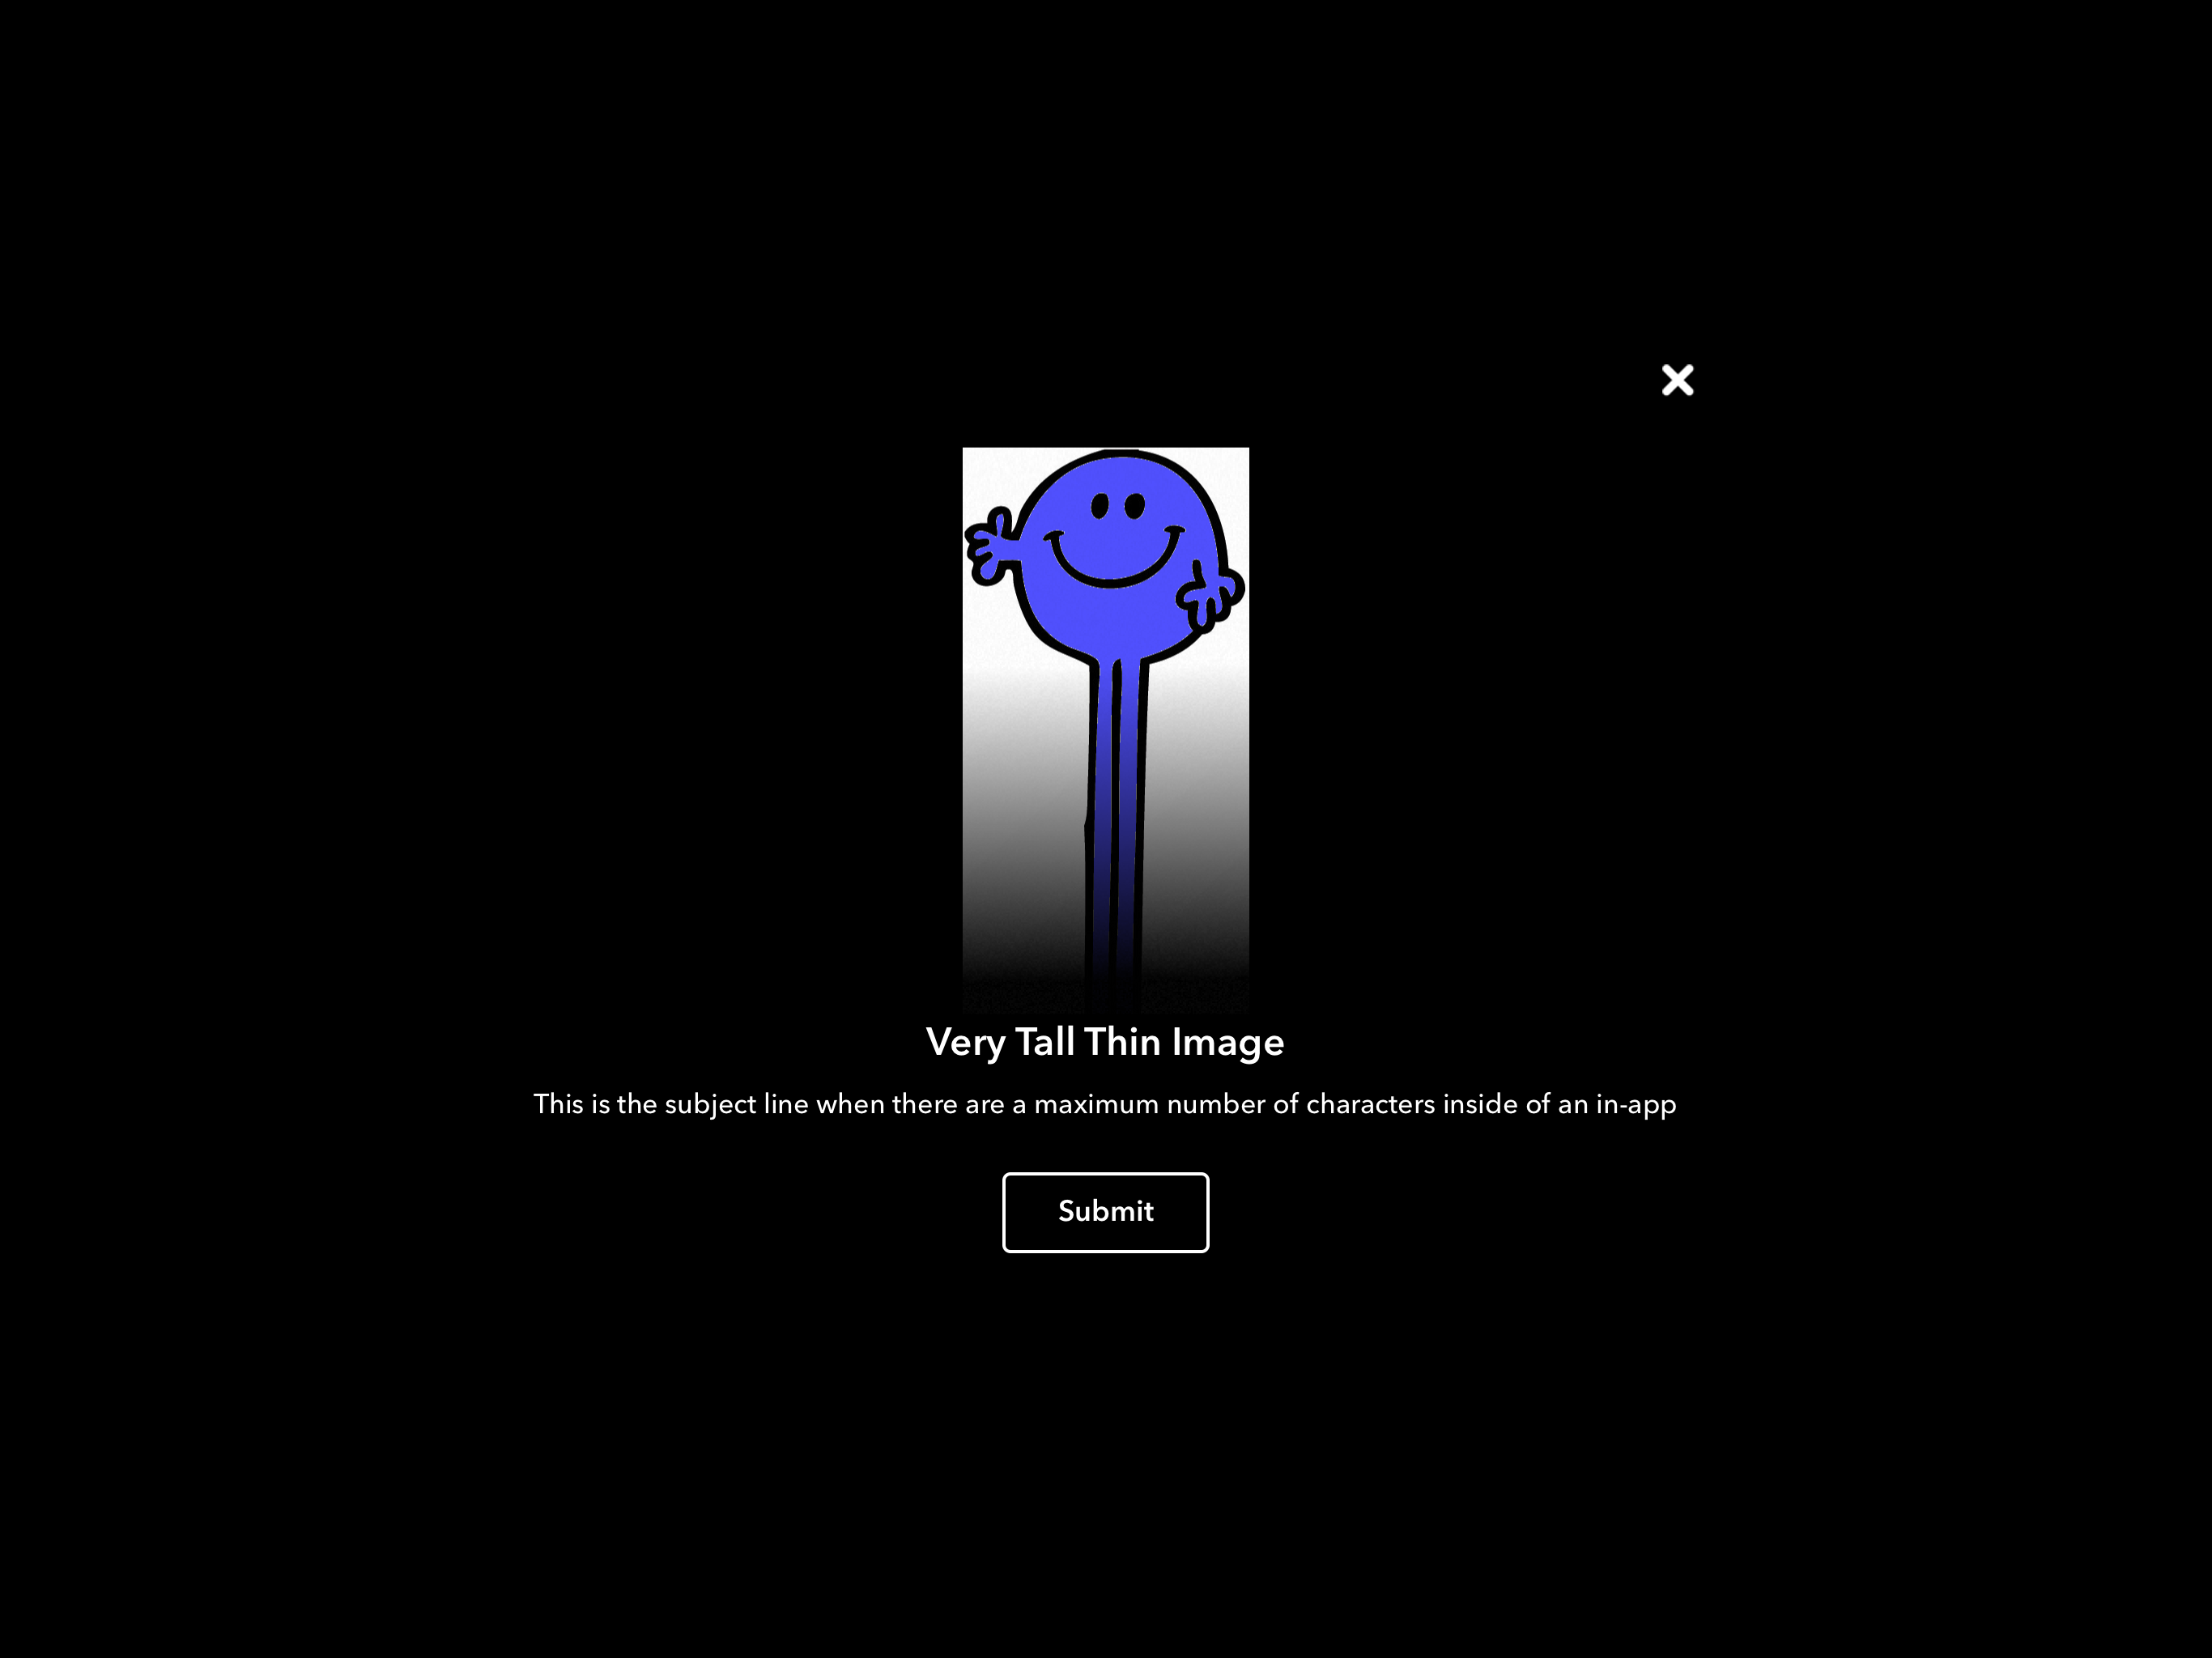 Very Tall Thin Image
This is the subject line when there are a maximum number of characters inside of an in-app
Submit